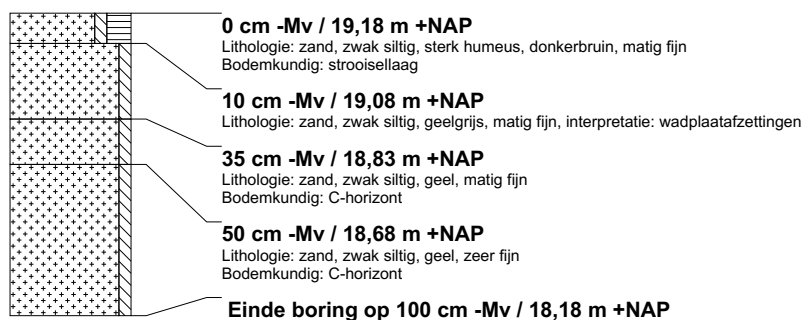 0 cm -Mv / 19,18 m +NAP
Lithologie: zand, zwak siltig, sterk humeus, donkerbruin, matig fijn
Bodemkundig: strooisellaag
10 cm -Mv / 19,08 m +NAP
Lithologie: zand, zwak siltig, geelgrijs, matig fijn, interpretatie: wadplaatafzettingen
35 cm -Mv / 18,83 m +NAP
Lithologie: zand, zwak siltig, geel, matig fijn
Bodemkundig: C-horizont
50 cm -Mv / 18,68 m +NAP
Lithologie: zand, zwak siltig, geel, zeer fijn
Bodemkundig: C-horizont
Einde boring op 100 cm -Mv / 18,18 m +NAP